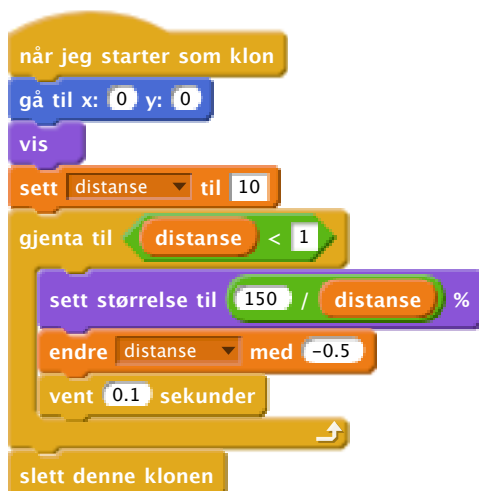 når jeg starter som klon
gå til x: 0 y: 0
vis
sett distanse til 10
gjenta til distanse < 1
sett størrelse til 150 / distanse %
endre distanse med -0.5
vent 0.1 sekunder
slett denne klonen